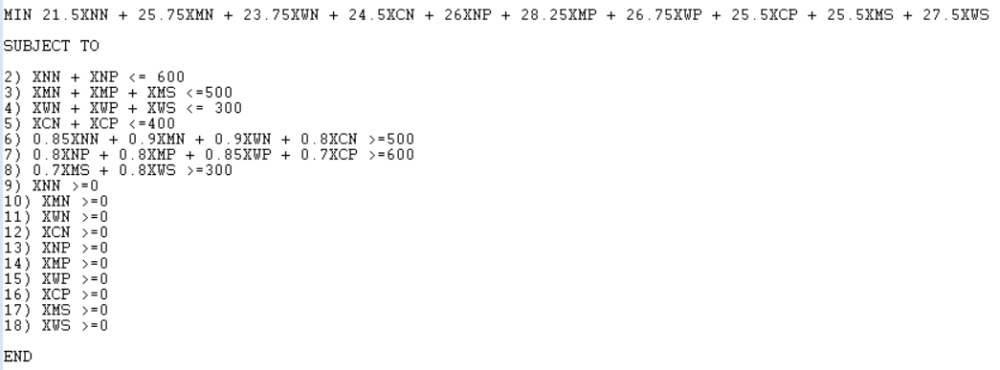 MIN 21.5XNN + 25.75XMN + 23.75XWN + 24.5XCN + 26XNP + 28.25XMP + 26.75XWP + 25.5XCP + 25.5XMS + 27.5XWS
SUBJECT TO
2) XNN + XNP <= 600
3) XMN + XMP + XMS <=500
4) XWN + XWP + XWS <= 300
5) XCN + XCP <=400
6) 0.85XNN + 0.9XMN + 0.9XWN + 0.8XCN >=500
7) 0.8XNP + 0.8XMP + 0.85XWP + 0.7XCP >=600
8) 0.7XMS + 0.8XWS >=300
9) XNN >=0
10) XMN >=0
11) XWN >=0
12) XCN >=0
13) XNP >=0
14) XMP >=0
15) XWP >=0
16) XCP >=0
17) XMS >=0
18) XWS >=0
END